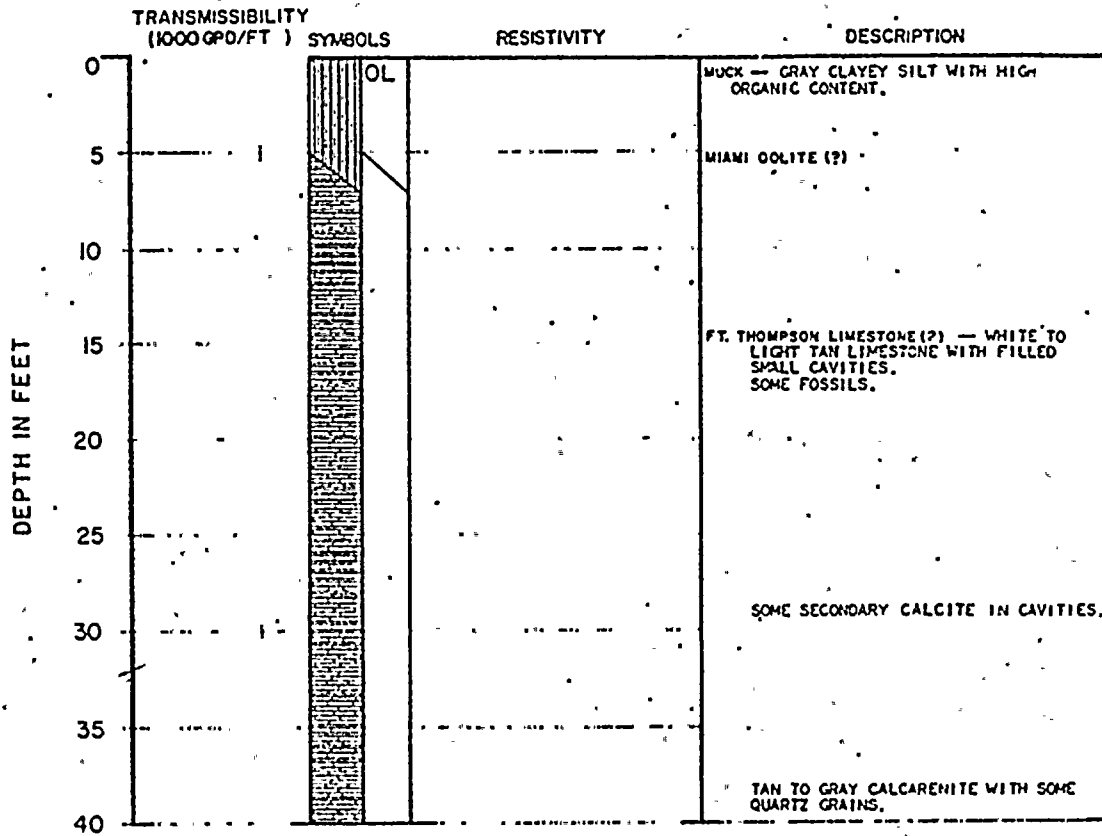 TRANSMISSIBILITY
(1000 GPD/FT ) SYMBOLS RESISTIVITY DESCRIPTION
0
OL
MUCK — GRAY CLAYEY SILT WITH HIGH
ORGANIC CONTENT.
5
MIAMI OOLITE (?)
10
15
FT. THOMPSON LIMESTONE (?) — WHITE TO
LIGHT TAN LIMESTONE WITH FILLED
SMALL CAVITIES.
SOME FOSSILS.
DEPTH IN FEET
20
25
SOME SECONDARY CALCITE IN CAVITIES.
30
35
TAN TO GRAY CALCARENITE WITH SOME
QUARTZ GRAINS.
40